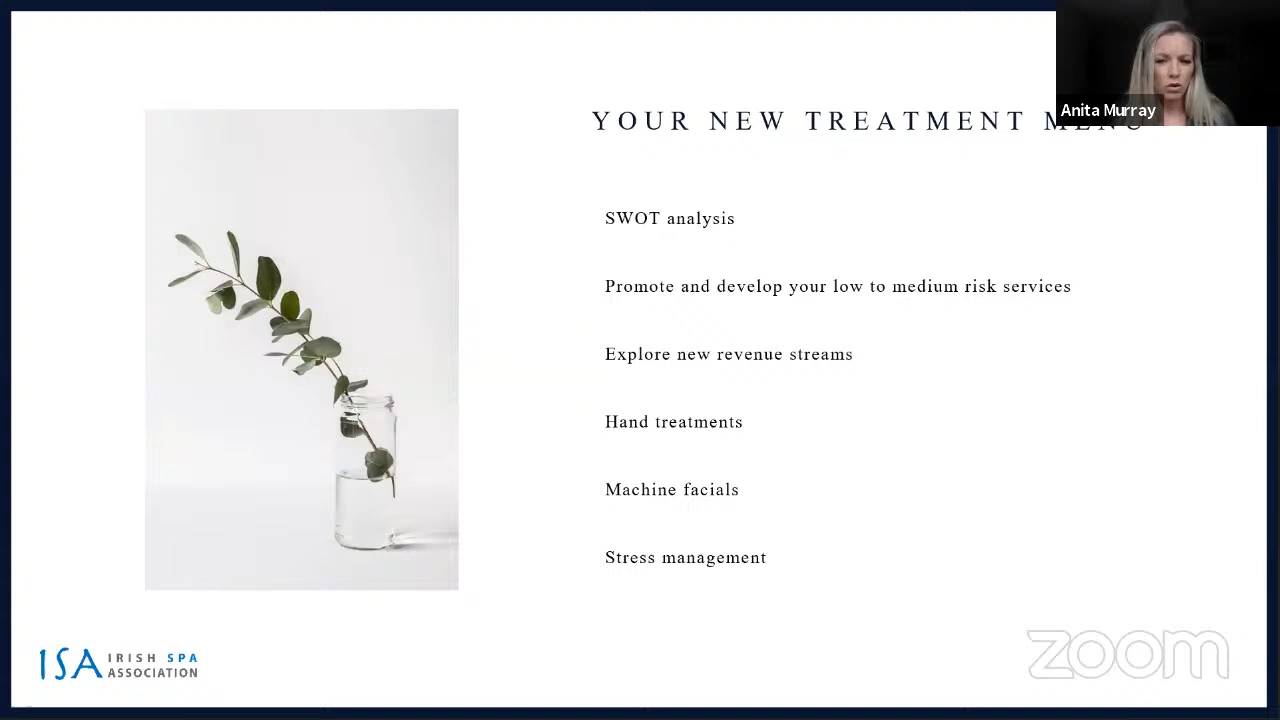 YOUR NEW TREATMENT MENU
Anita Murray
SWOT analysis
Promote and develop your low to medium risk services
Explore new revenue streams
Hand treatments
Machine facials
Stress management
ISA IRISH SPA
ASSOCIATION
zoom